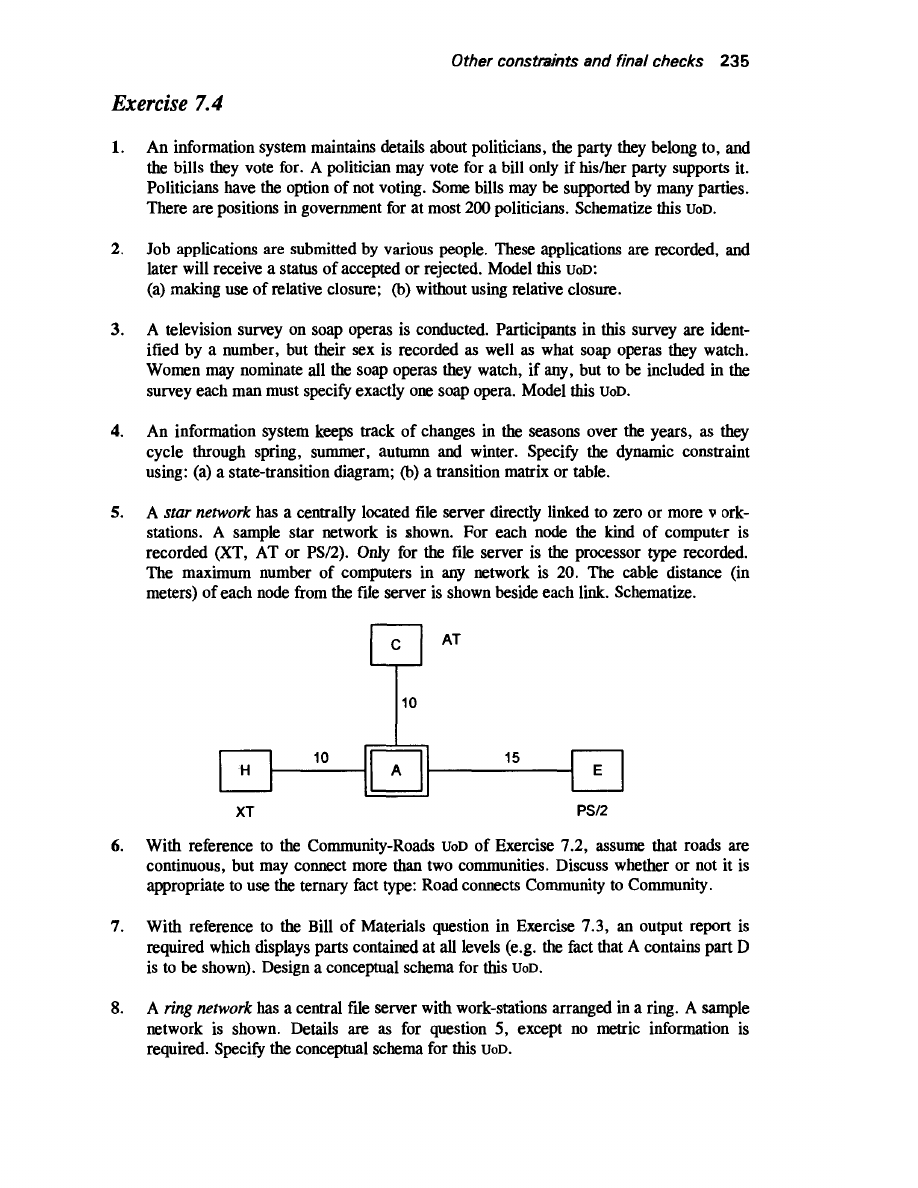 Other constraints and final checks 235
Exercise 7.4
1. An information system maintains details about politicians, the party they belong to, and
the bills they vote for. A politician may vote for a bill only if his/her party supports it.
Politicians have the option of not voting. Some bills may be supported by many parties.
There are positions in government for at most 200 politicians. Schematize this UoD.
2. Job applications are submitted by various people. These applications are recorded, and
later will receive a status of accepted or rejected. Model this UoD:
(a) making use of relative closure; (b) without using relative closure.
3. A television survey on soap operas is conducted. Participants in this survey are ident-
ified by a number, but their sex is recorded as well as what soap operas they watch.
Women may nominate all the soap operas they watch, if any, but to be included in the
survey each man must specify exactly one soap opera. Model this UoD.
4. An information system keeps track of changes in the seasons over the years, as they
cycle through spring, summer, autumn and winter. Specify the dynamic constraint
using: (a) a state-transition diagram; (b) a transition matrix or table.
5. A star network has a centrally located file server directly linked to zero or more v ork-
stations. A sample star network is shown. For each node the kind of computer is
recorded (XT, AT or PS/2). Only for the file server is the processor type recorded.
The maximum number of computers in any network is 20. The cable distance (in
meters) of each node from the file server is shown beside each link. Schematize.
C AT
10
H 10 A 15 E
XT PS/2
6. With reference to the Community-Roads UoD of Exercise 7.2, assume that roads are
continuous, but may connect more than two communities. Discuss whether or not it is
appropriate to use the ternary fact type: Road connects Community to Community.
7. With reference to the Bill of Materials question in Exercise 7.3, an output report is
required which displays parts contained at all levels (e.g. the fact that A contains part D
is to be shown). Design a conceptual schema for this UoD.
8. A ring network has a central file server with work-stations arranged in a ring. A sample
network is shown. Details are as for question 5, except no metric information is
required. Specify the conceptual schema for this UoD.